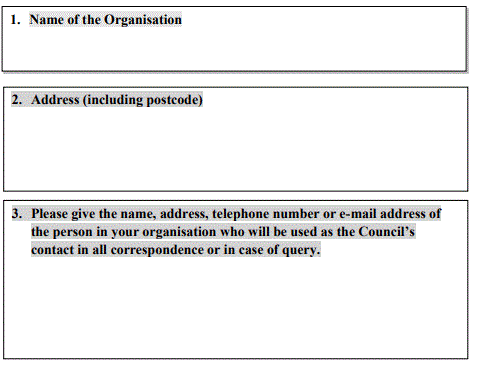 1. Name of the Organisation
2. Address (including postcode)
3. Please give the name, address, telephone number or e-mail address of
the person in your organisation who will be used as the Council's
contact in all correspondence or in case of query.